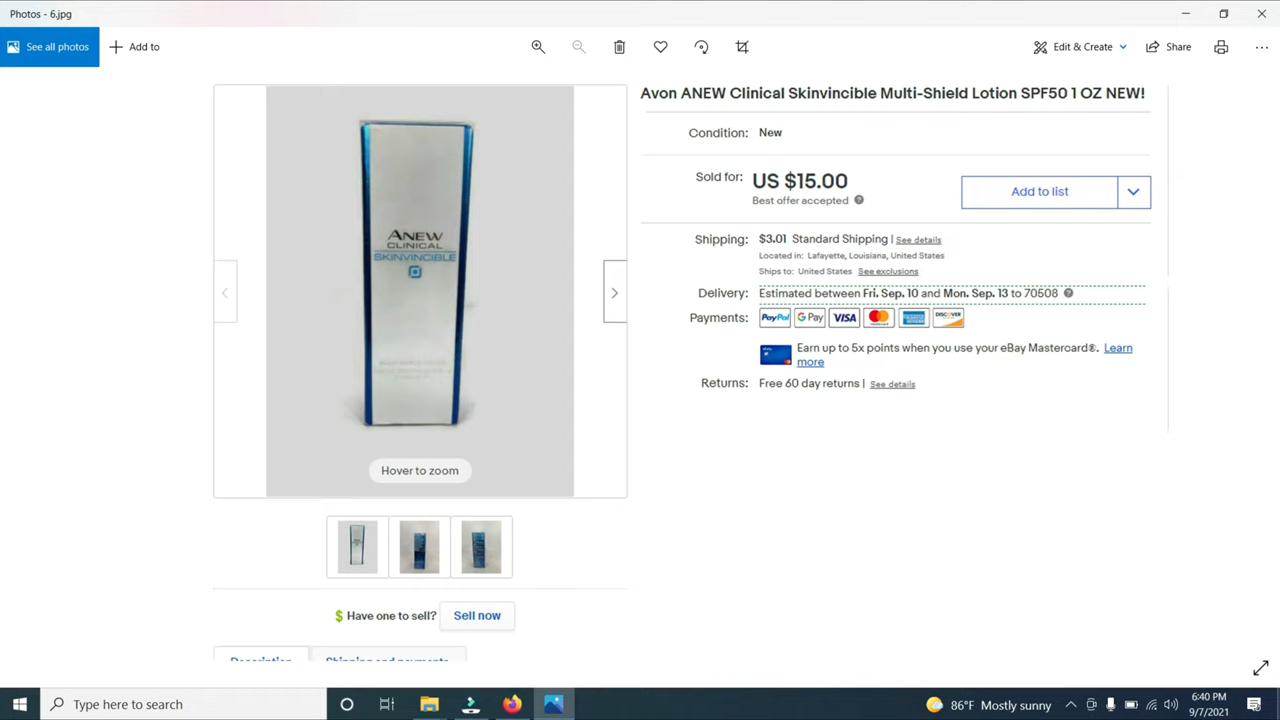 Photos - 6.jpg
See all photos
Add to
Edit & Create
Share
Avon ANEW Clinical Skinvincible Multi-Shield Lotion SPF50 1 OZ NEW!
Condition: New
Sold for: US $15.00
Best offer accepted
Add to list
Shipping: $3.01 Standard Shipping | See details
Located in: Lafayette, Louisiana, United States
Ships to: United States See exclusions
Delivery: Estimated between Fri. Sep. 10 and Mon. Sep. 13 to 70508
Payments: PayPal G Pay VISA DISCOVER
Earn up to 5x points when you use your eBay Mastercard®. Learn
more
Returns: Free 60 day returns | See details
ANEW
CLINICAL
SKINVINCIBLE
Hover to zoom
Have one to sell? Sell now
Description Shipping and payments
Type here to search
86°F Mostly sunny
6:40 PM
9/7/2021